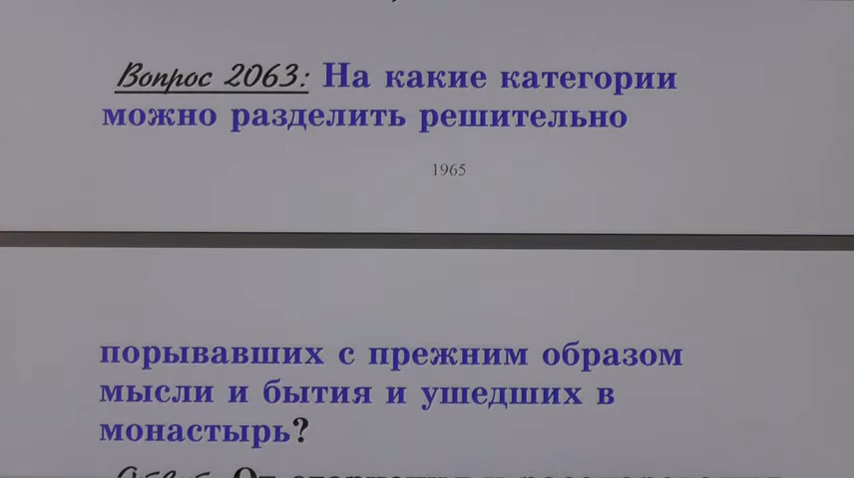 Вопрос 2063: На какие категории
можно разделить решительно
1965
порывавших с прежним образом
мысли и бытия и ушедших в
монастырь?